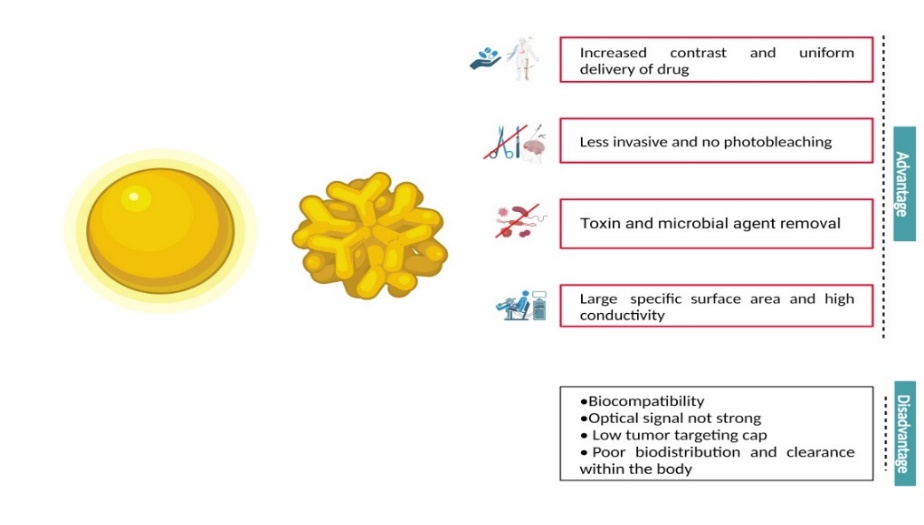 Increased contrast and uniform
delivery of drug
Less invasive and no photobleaching
Toxin and microbial agent removal
Large specific surface area and high
conductivity
Advantage
•Biocompatibility
•Optical signal not strong
• Low tumor targeting cap
• Poor biodistribution and clearance
within the body
Disadvantage